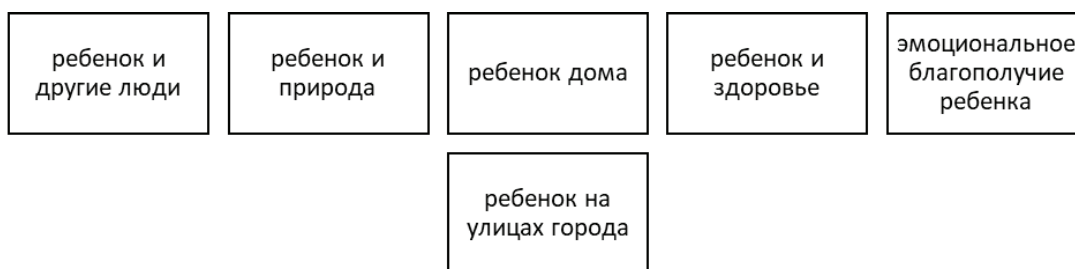 ребенок и
другие люди
ребенок и
природа
ребенок дома
ребенок и
здоровье
эмоциональное
благополучие
ребенка
ребенок на
улицах города